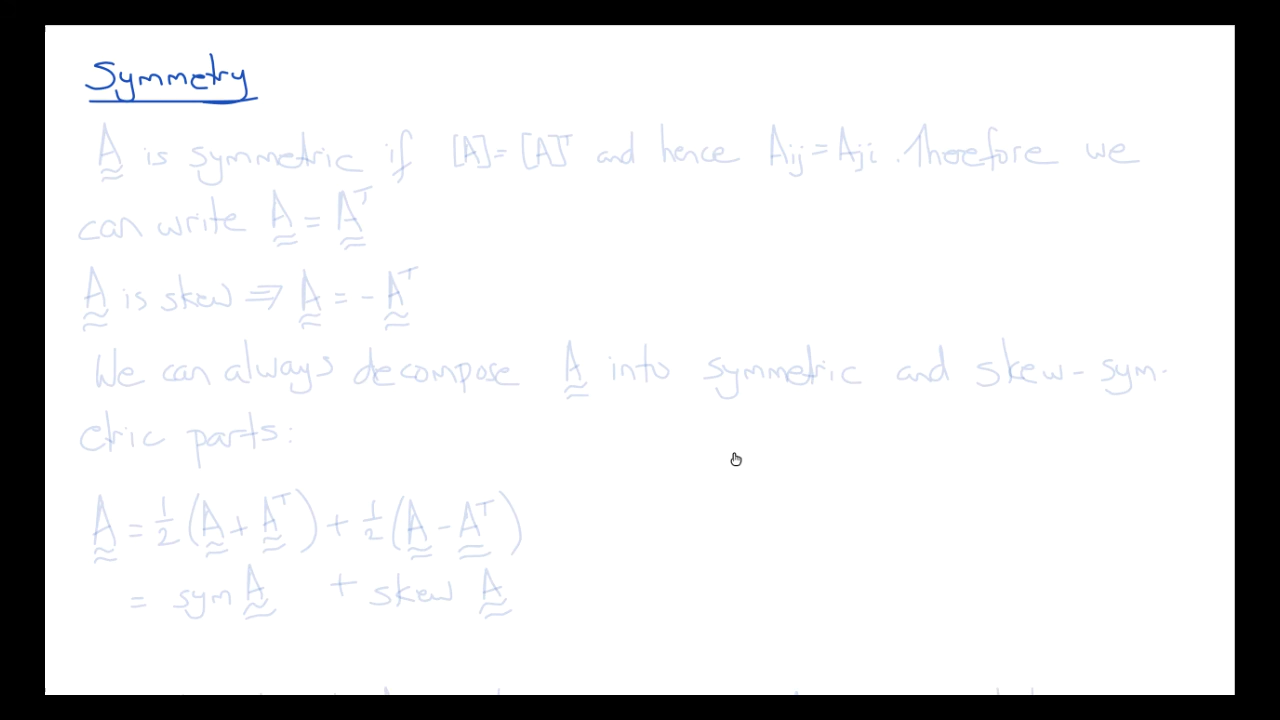 Symmetry
A is symmetric if [A]=[A]ᵀ and hence Aij=Aji. Therefore we
can write A = Aᵀ
A is skew ⇒ A = -Aᵀ
We can always decompose A into symmetric and skew-sym-
etric parts:
A = ½(A+Aᵀ) + ½(A-Aᵀ)
= sym A + skew A